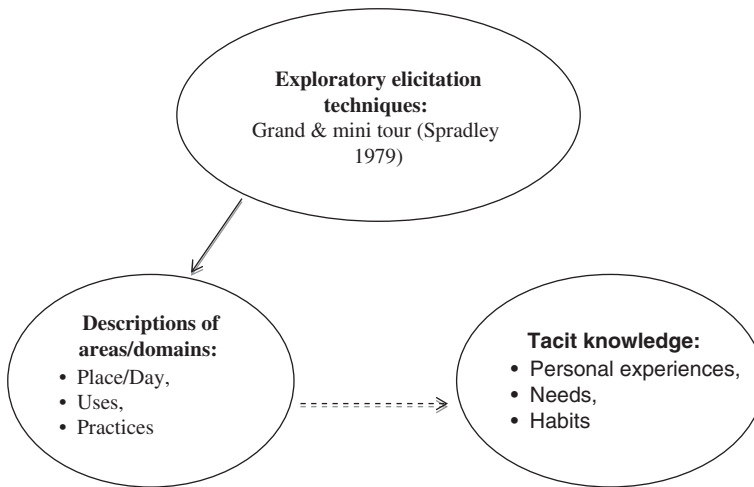 Exploratory elicitation
techniques:
Grand & mini tour (Spradley
1979)
Descriptions of
areas/domains:
• Place/Day,
• Uses,
• Practices
Tacit knowledge:
• Personal experiences,
• Needs,
• Habits